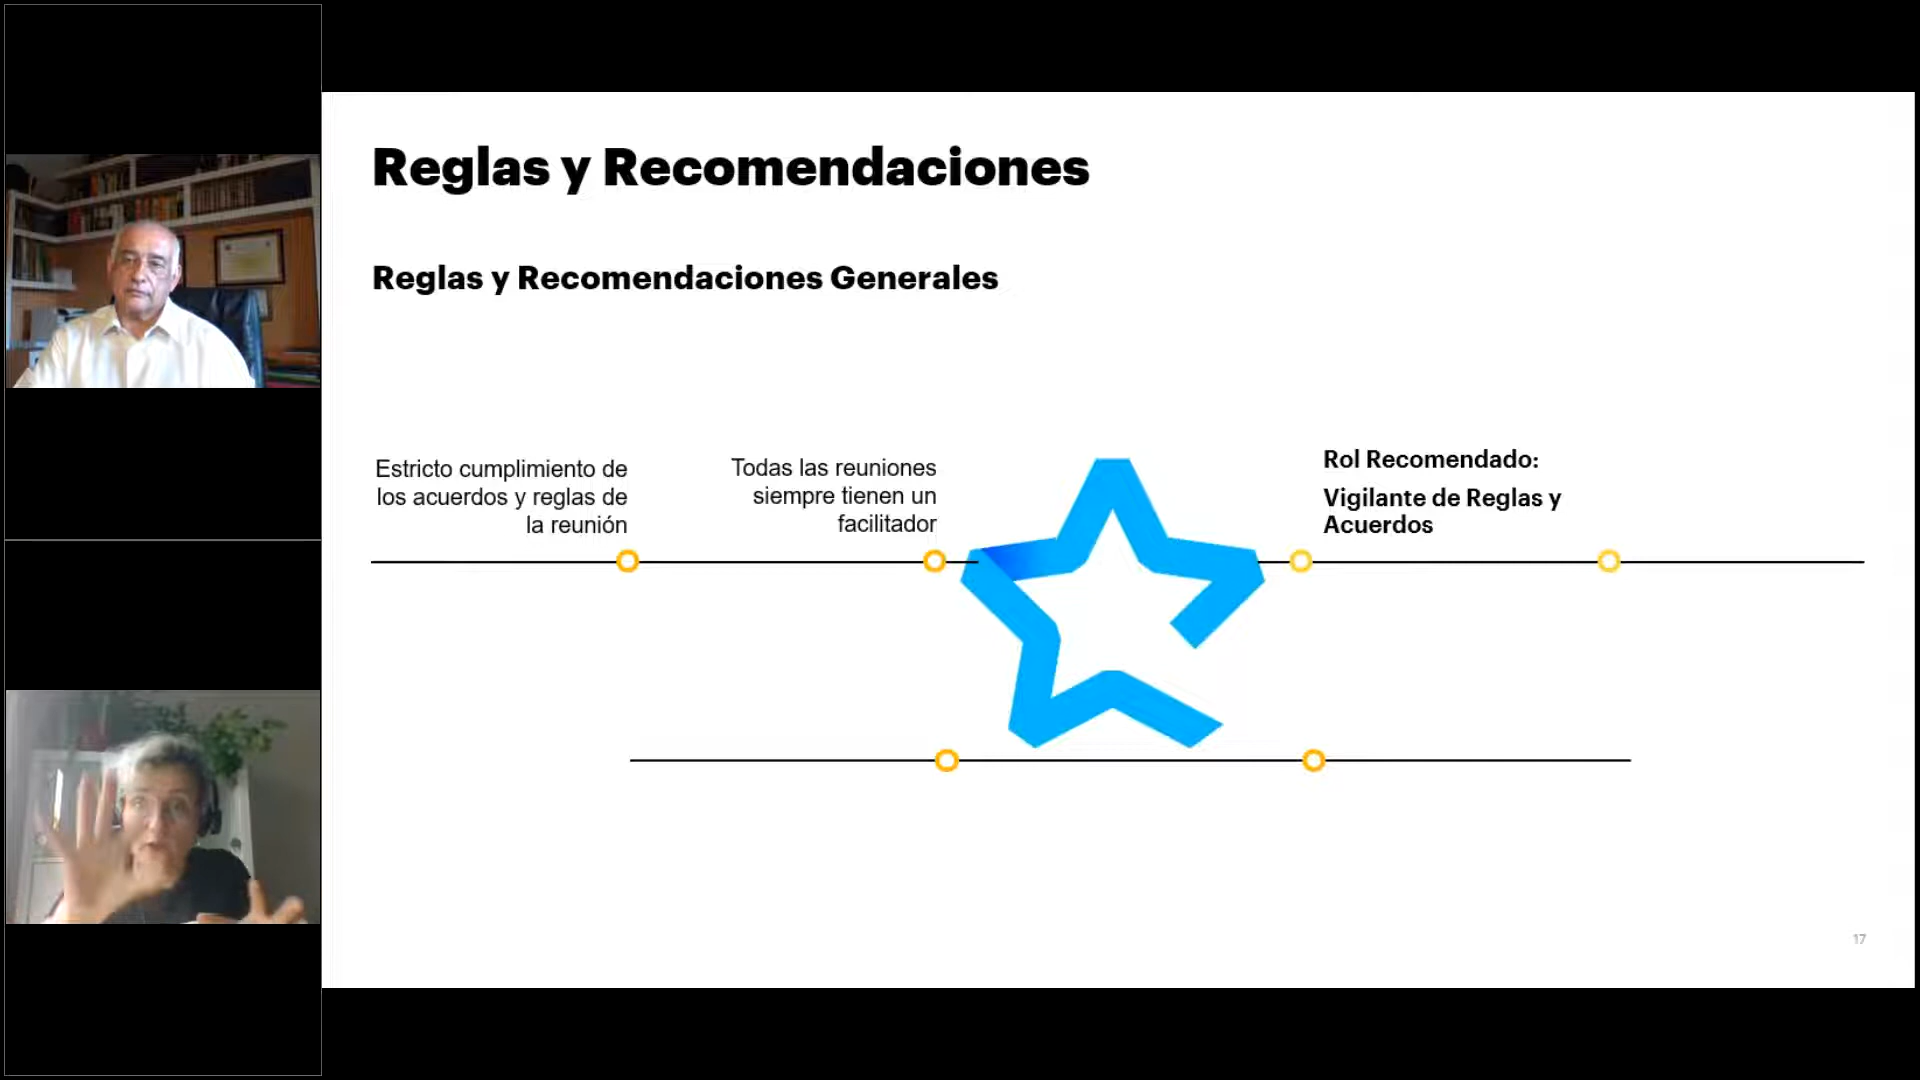 Reglas y Recomendaciones
Reglas y Recomendaciones Generales
Estricto cumplimiento de
los acuerdos y reglas de
la reunión
Todas las reuniones
siempre tienen un
facilitador
Rol Recomendado:
Vigilante de Reglas y
Acuerdos
17